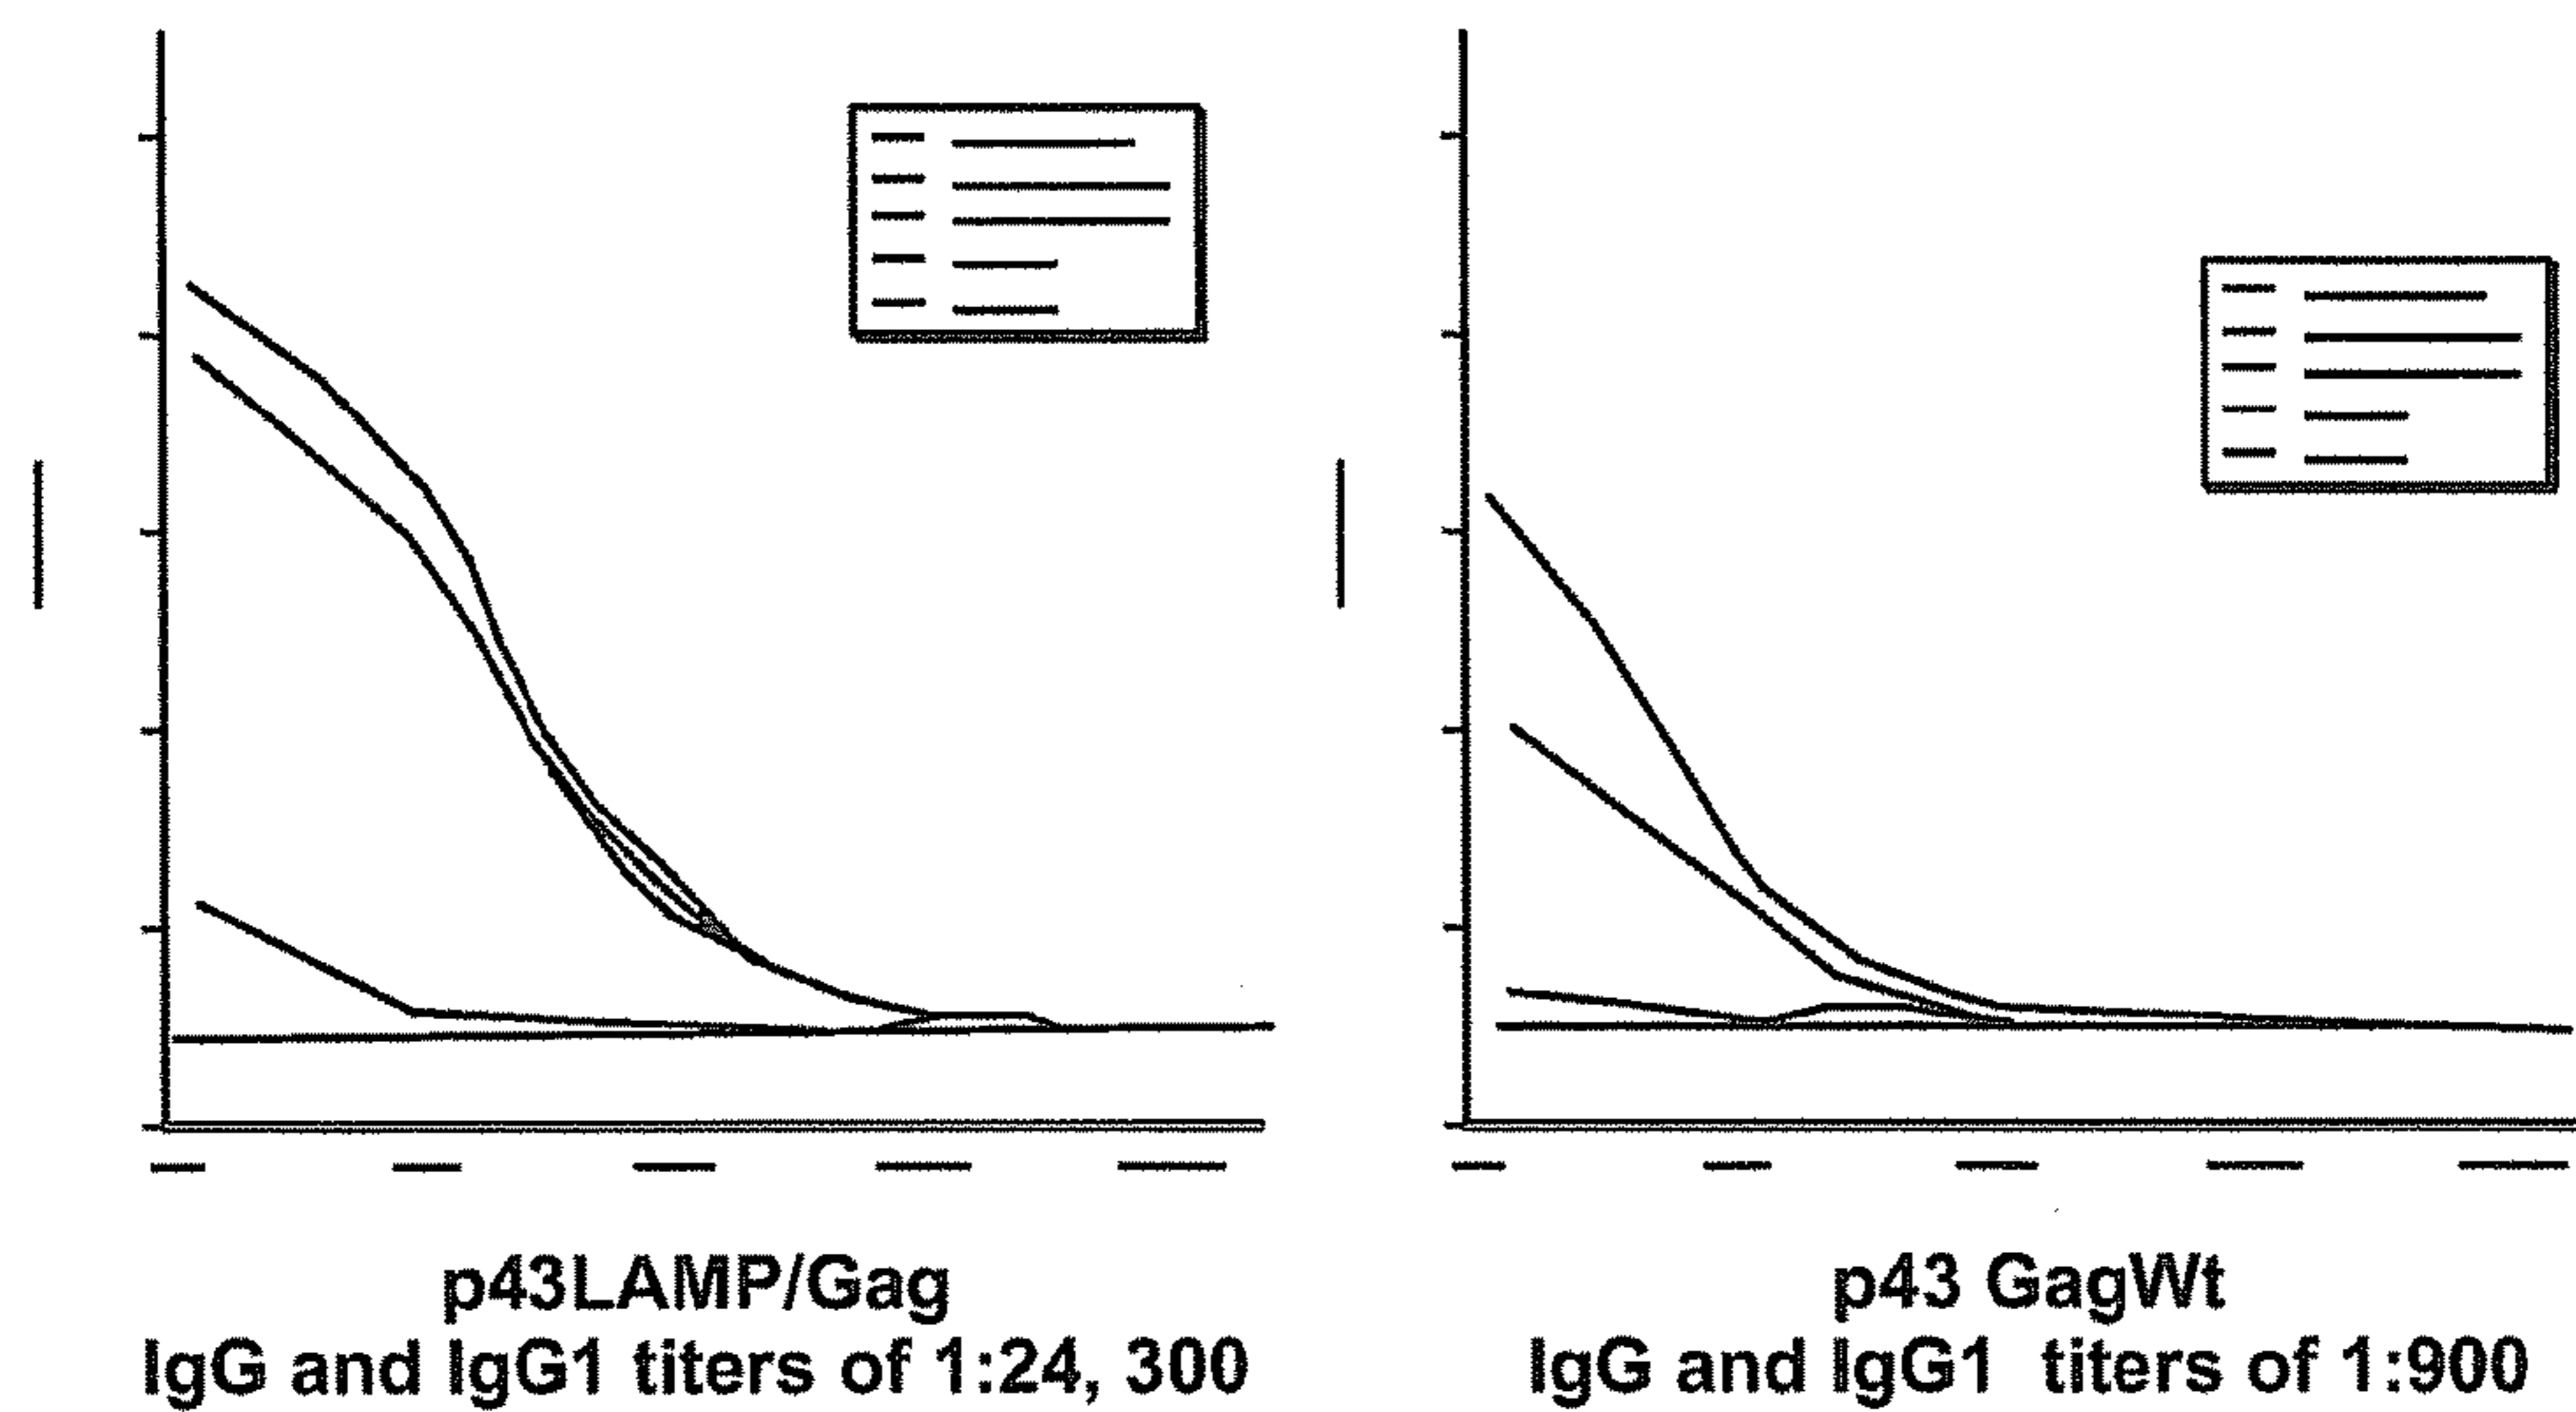 p43LAMP/Gag
IgG and IgG1 titers of 1:24, 300
p43 GagWt
IgG and IgG1 titers of 1:900